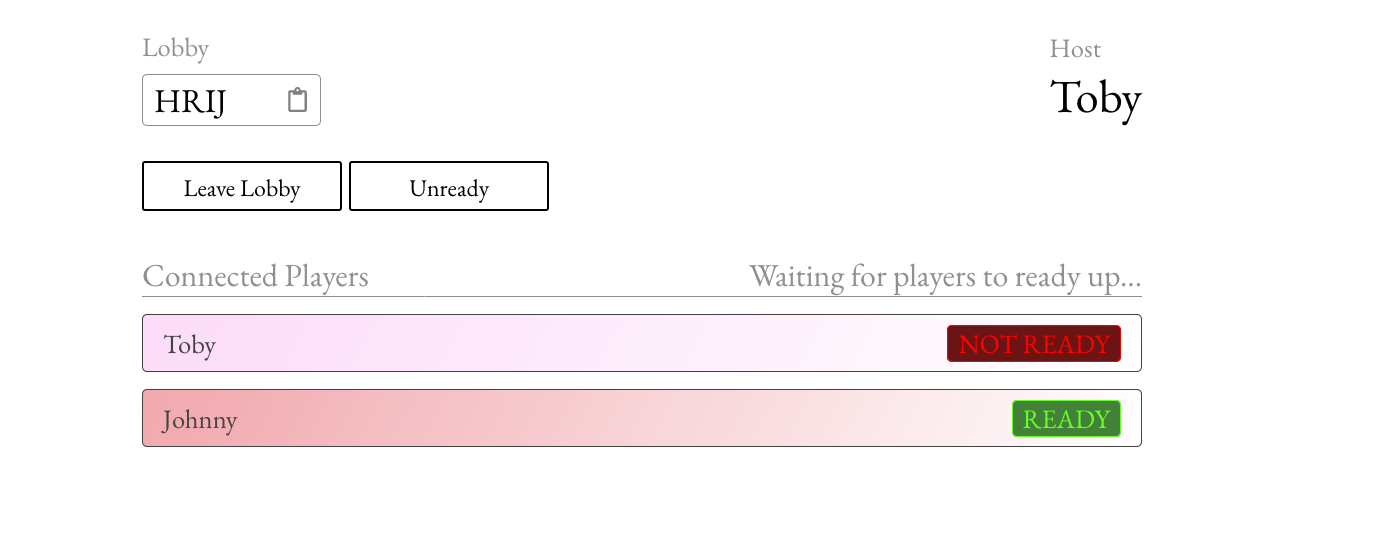 Lobby
Host
HRIJ
Toby
Leave Lobby
Unready
Connected Players
Waiting for players to ready up...
Toby
NOT READY
Johnny
READY